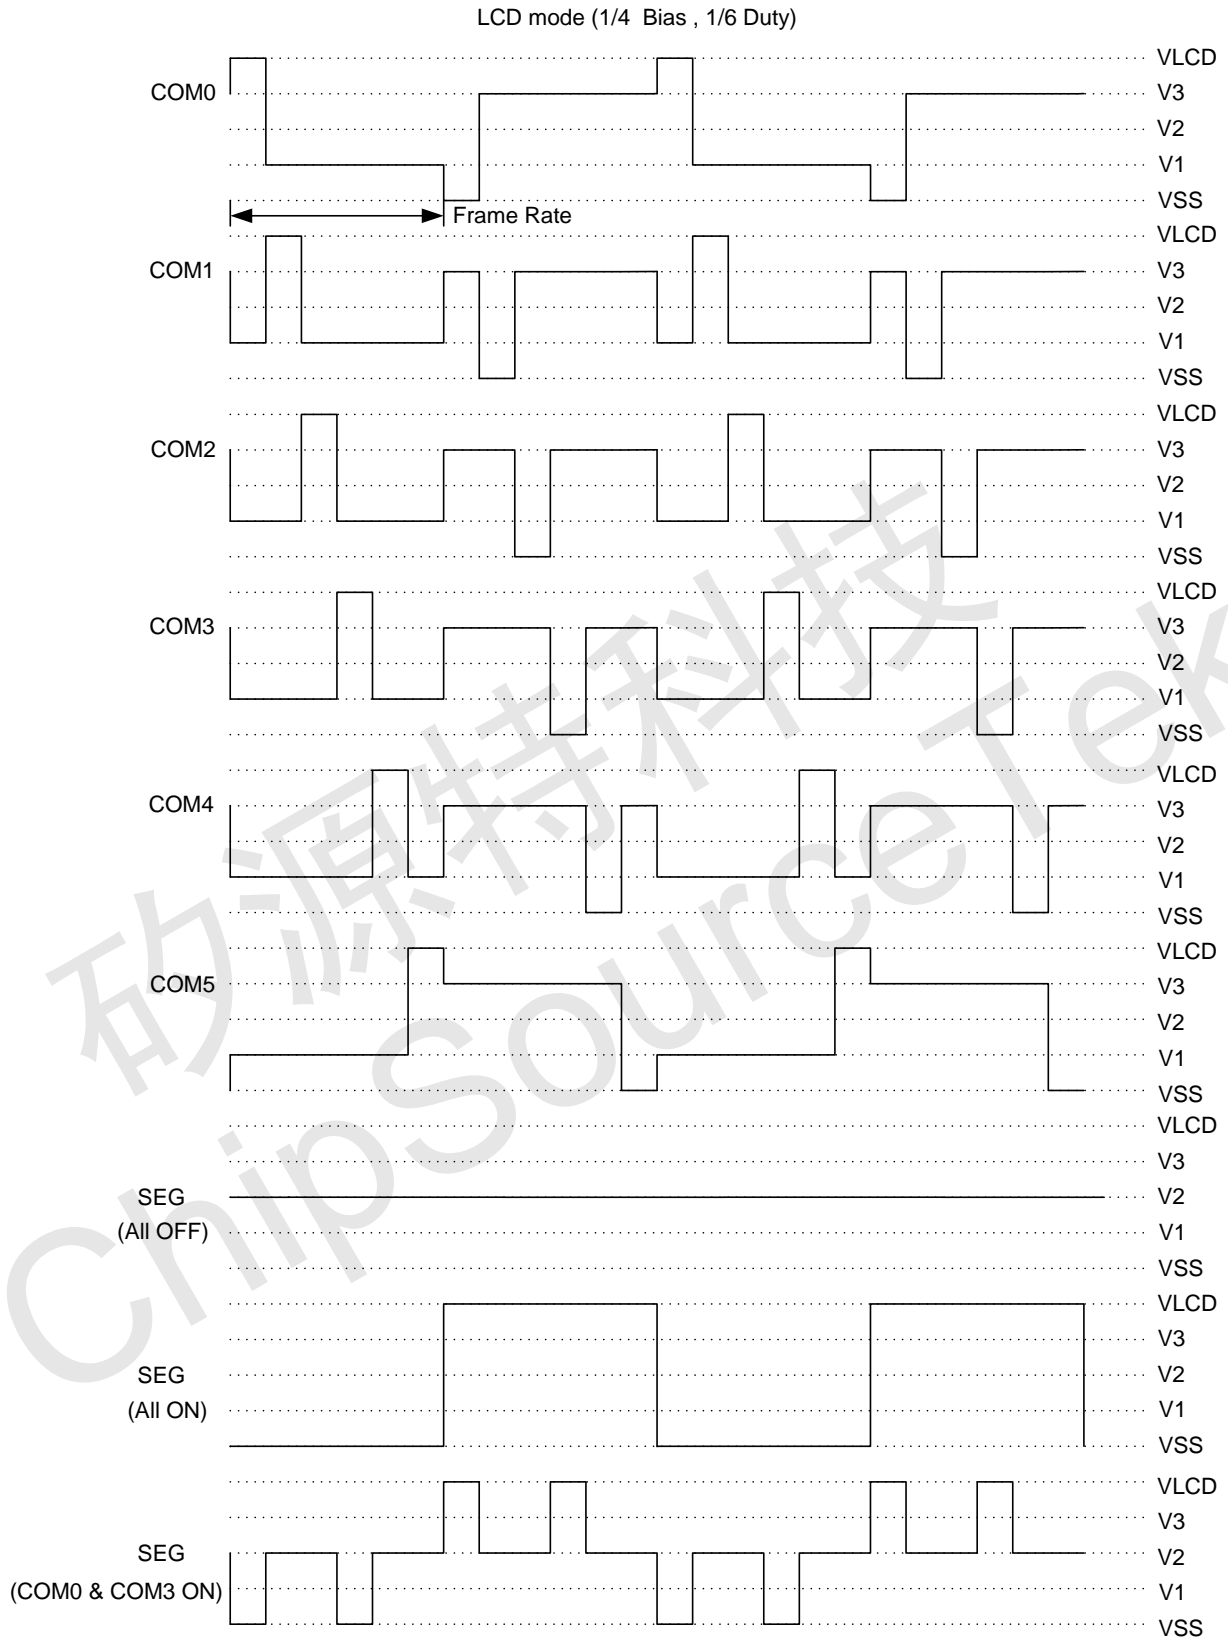 LCD mode (1/4 Bias , 1/6 Duty)
VLCD
COM0
V3
V2
V1
VSS
Frame Rate
VLCD
COM1
V3
V2
V1
VSS
VLCD
COM2
V3
V2
V1
VSS
VLCD
COM3
V3
V2
V1
VSS
VLCD
COM4
V3
V2
V1
VSS
VLCD
COM5
V3
V2
V1
VSS
VLCD
V3
SEG
V2
(All OFF)
V1
VSS
VLCD
V3
SEG
V2
(All ON)
V1
VSS
VLCD
V3
SEG
V2
(COM0 & COM3 ON)
V1
VSS
矽源特科技
ChipSourceTek